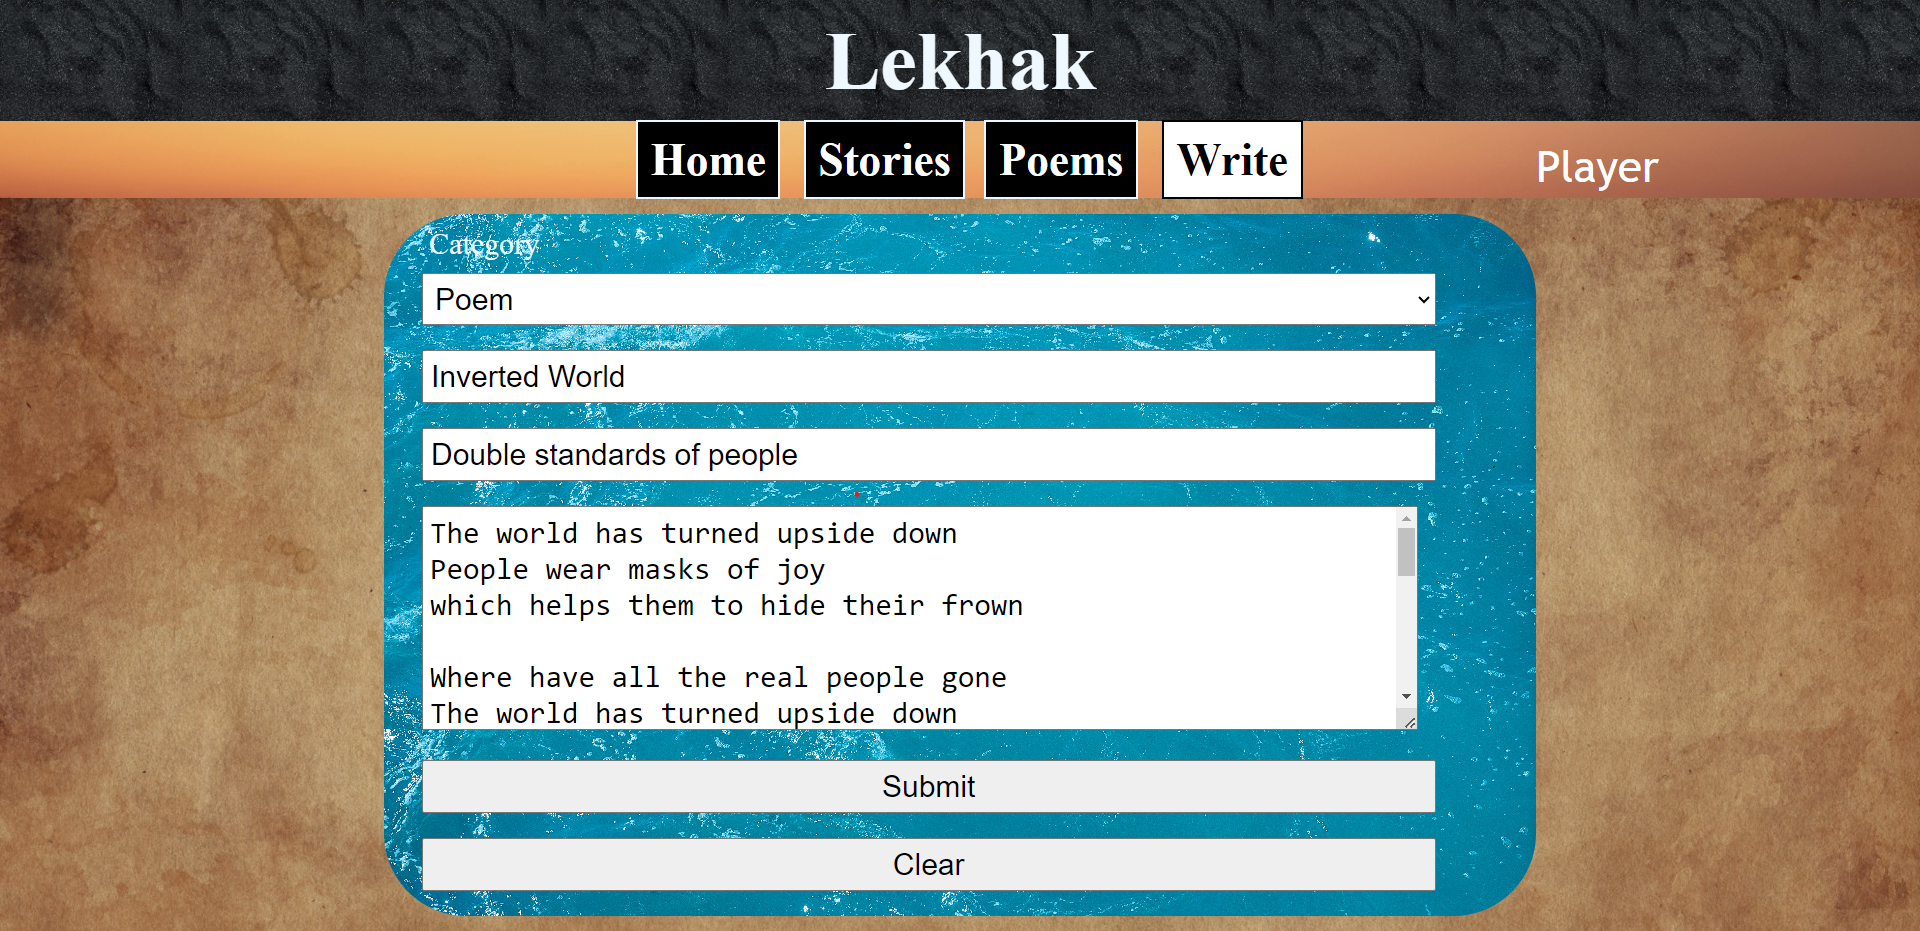 Lekhak
Home Stories Poems Write Player
Category
Poem
Inverted World
Double standards of people
The world has turned upside down
People wear masks of joy
which helps them to hide their frown
Where have all the real people gone
The world has turned upside down
Submit
Clear